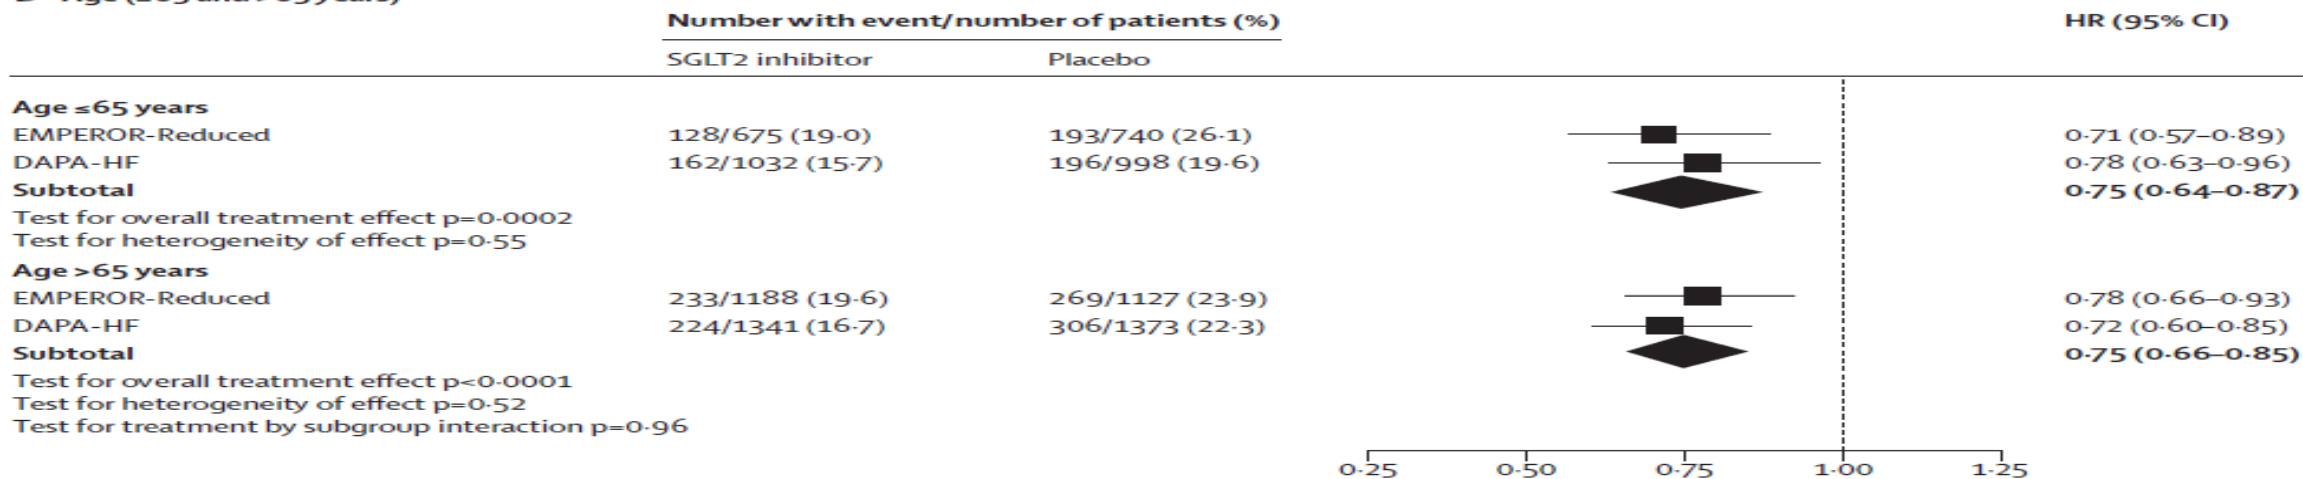 Number with event/number of patients (%) HR (95% CI)
SGLT2 inhibitor Placebo
Age ≤65 years
EMPEROR-Reduced 128/675 (19·0) 193/740 (26·1) 0·71 (0·57–0·89)
DAPA-HF 162/1032 (15·7) 196/998 (19·6) 0·78 (0·63–0·96)
Subtotal 0·75 (0·64–0·87)
Test for overall treatment effect p=0·0002
Test for heterogeneity of effect p=0·55
Age >65 years
EMPEROR-Reduced 233/1188 (19·6) 269/1127 (23·9) 0·78 (0·66–0·93)
DAPA-HF 224/1341 (16·7) 306/1373 (22·3) 0·72 (0·60–0·85)
Subtotal 0·75 (0·66–0·85)
Test for overall treatment effect p<0·0001
Test for heterogeneity of effect p=0·52
Test for treatment by subgroup interaction p=0·96
0·25 0·50 0·75 1·00 1·25